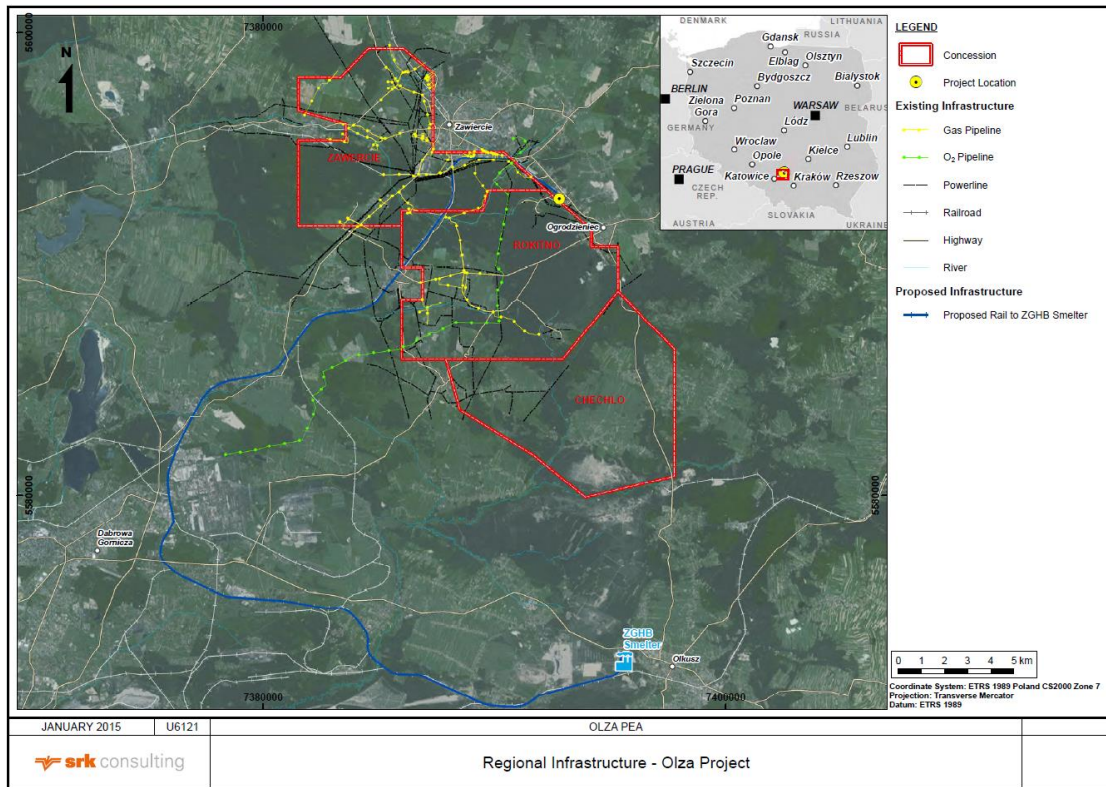 5600000
7380000
N
Zawiercie
ZAWIERCIE
Ogrodzieniec
ROKITNO
CHECHLO
5580000
5580000
Dabrowa
Gornicza
ZGHB
Smelter
Olkusz
7380000
7400000
DENMARK
LITHUANIA
RUSSIA
Gdansk
Elblag
Olsztyn
Szczecin
Bydgoszcz
Bialystok
BERLIN
Zielona
Gora
Poznan
WARSAW
BELARUS
GERMANY
Lódz
Wroclaw
Lublin
Opole
Kielce
PRAGUE
Katowice
Kraków
Rzeszow
CZECH
REP.
SLOVAKIA
AUSTRIA
UKRAINE
LEGEND
Concession
Project Location
Existing Infrastructure
Gas Pipeline
O₂ Pipeline
Powerline
Railroad
Highway
River
Proposed Infrastructure
Proposed Rail to ZGHB Smelter
0 1 2 3 4 5 km
Coordinate System: ETRS 1989 Poland CS2000 Zone 7
Projection: Transverse Mercator
Datum: ETRS 1989
JANUARY 2015 U6121 OLZA PEA
srk consulting
Regional Infrastructure - Olza Project